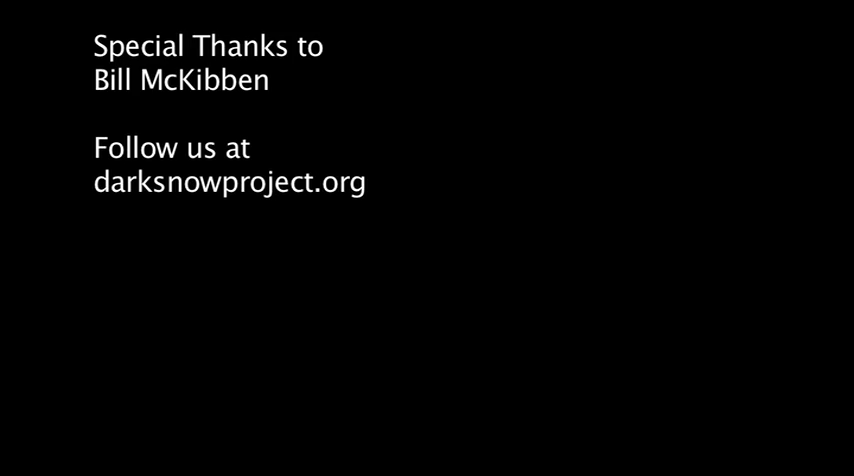 Special Thanks to
Bill McKibben
Follow us at
darksnowproject.org